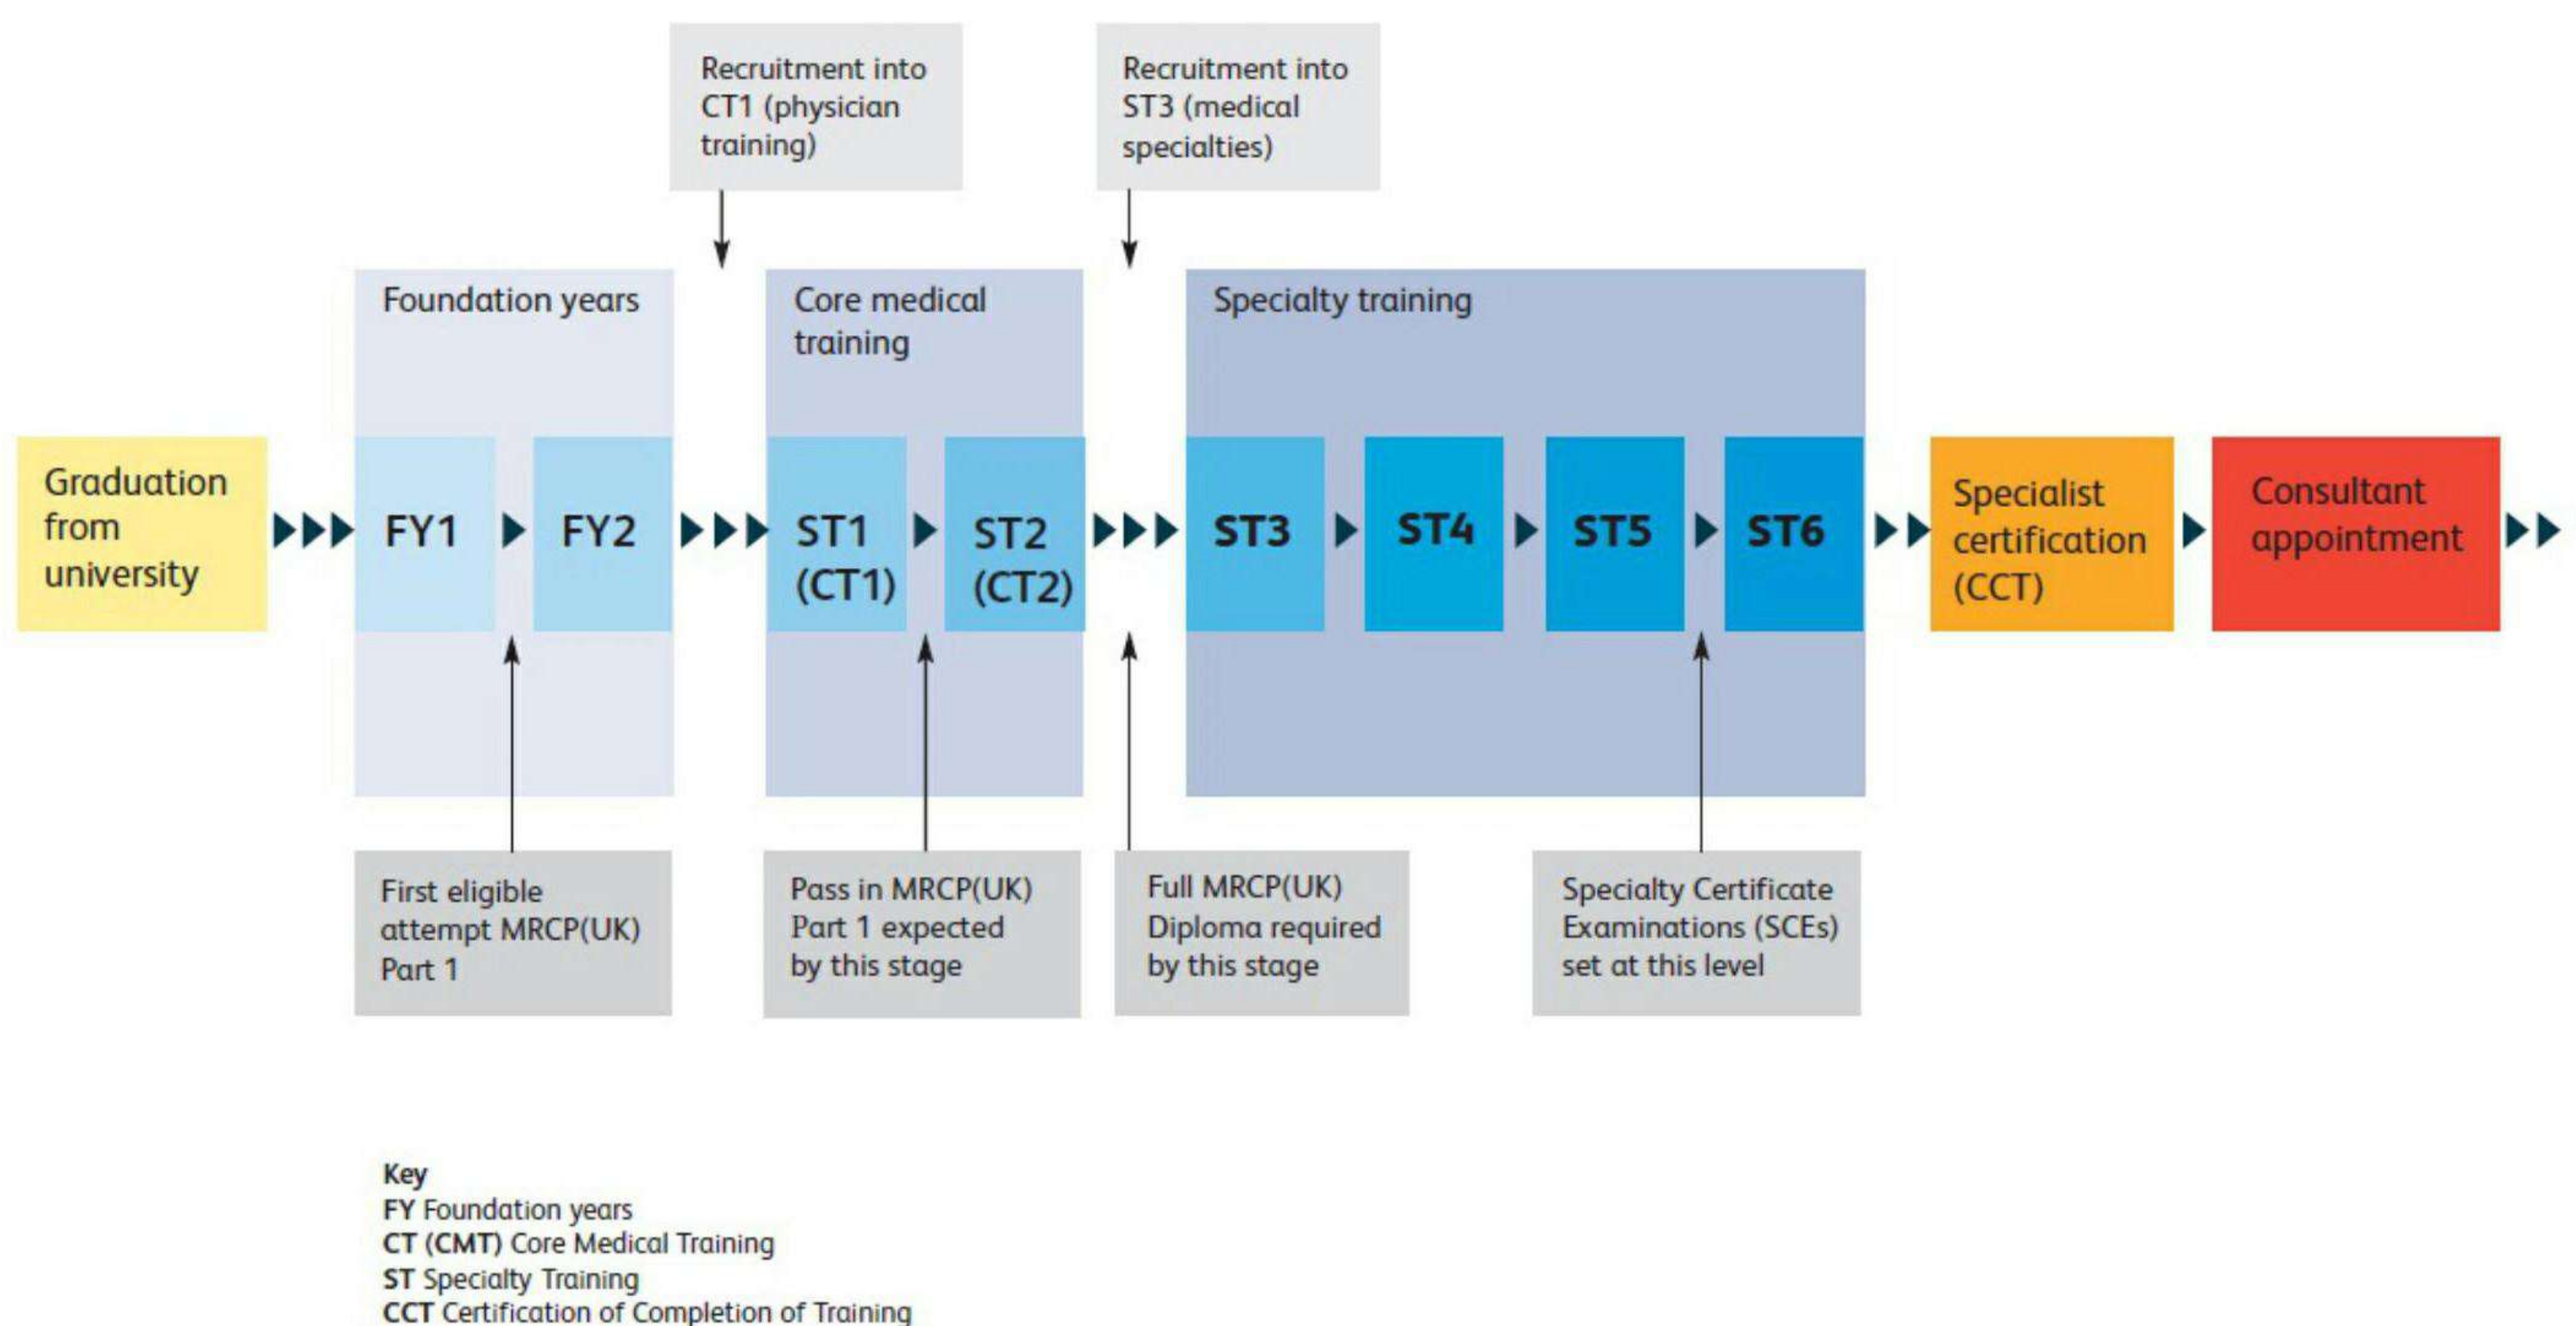 Recruitment into
CT1 (physician
training)
Recruitment into
ST3 (medical
specialties)
Foundation years
Core medical
training
Specialty training
Graduation
from
university
FY1
FY2
ST1
(CT1)
ST2
(CT2)
ST3
ST4
ST5
ST6
Specialist
certification
(CCT)
Consultant
appointment
First eligible
attempt MRCP(UK)
Part 1
Pass in MRCP(UK)
Part 1 expected
by this stage
Full MRCP(UK)
Diploma required
by this stage
Specialty Certificate
Examinations (SCEs)
set at this level
Key
FY Foundation years
CT (CMT) Core Medical Training
ST Specialty Training
CCT Certification of Completion of Training